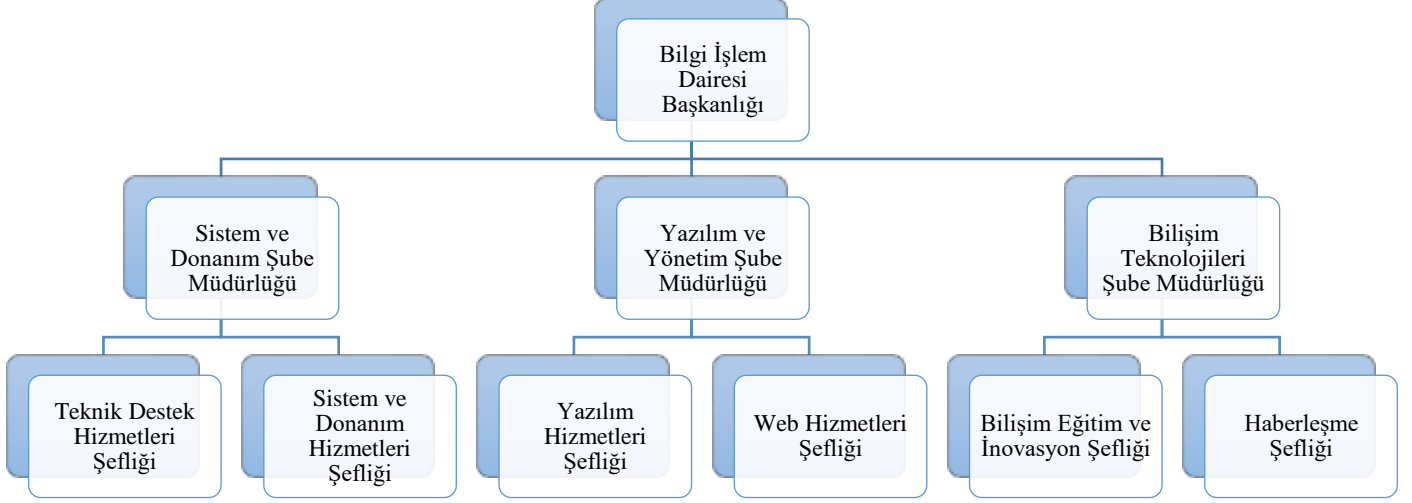 Bilgi İşlem
Dairesi
Başkanlığı
Sistem ve
Donanım Şube
Müdürlüğü
Yazılım ve
Yönetim Şube
Müdürlüğü
Bilişim
Teknolojileri
Şube Müdürlüğü
Teknik Destek
Hizmetleri
Şefliği
Sistem ve
Donanım
Hizmetleri
Şefliği
Yazılım
Hizmetleri
Şefliği
Web Hizmetleri
Şefliği
Bilişim Eğitim ve
İnovasyon Şefliği
Haberleşme
Şefliği